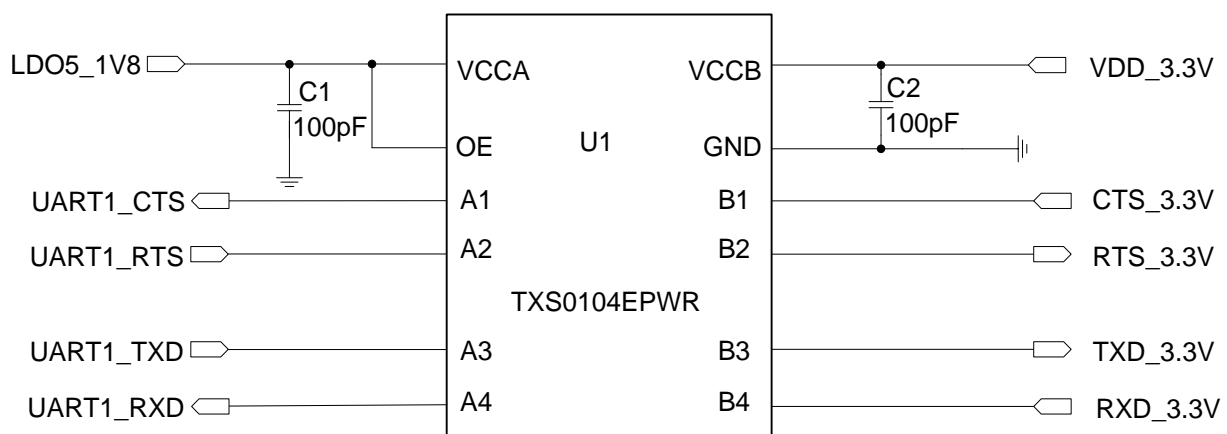 LDO5_1V8
C1
100pF
VCCA
OE
U1
VCCB
GND
C2
100pF
VDD_3.3V
UART1_CTS
A1
B1
CTS_3.3V
UART1_RTS
A2
B2
RTS_3.3V
TXS0104EPWR
UART1_TXD
A3
B3
TXD_3.3V
UART1_RXD
A4
B4
RXD_3.3V